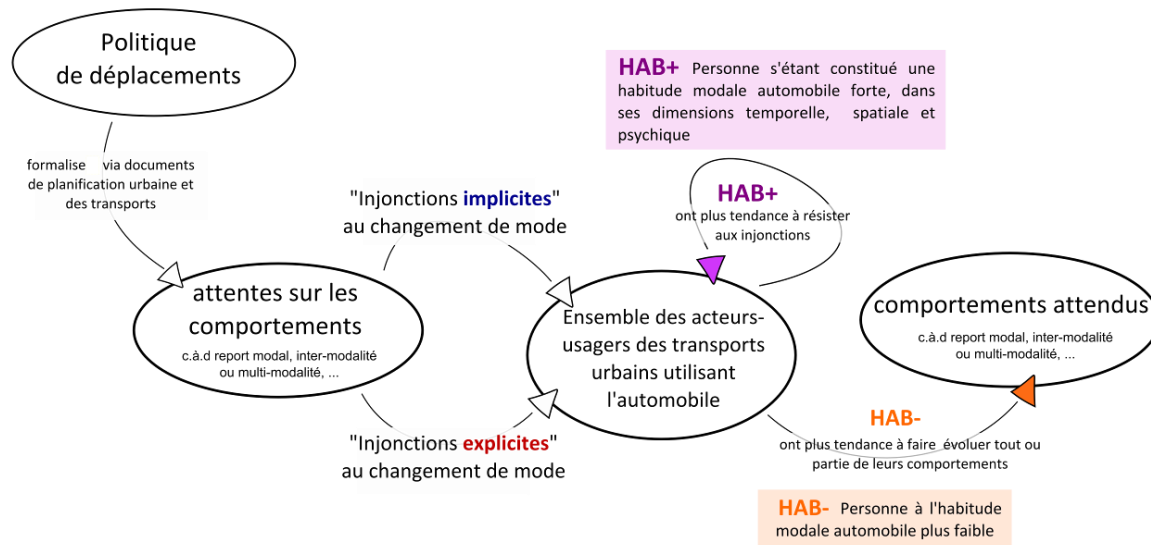 Politique
de déplacements
formalise via documents
de planification urbaine et
des transports
attentes sur les
comportements
c.à.d report modal, inter-modalité
ou multi-modalité, ...
"Injonctions implicites"
au changement de mode
"Injonctions explicites"
au changement de mode
Ensemble des acteurs-
usagers des transports
urbains utilisant
l'automobile
HAB+ Personne s'étant constitué une
habitude modale automobile forte, dans
ses dimensions temporelle, spatiale et
psychique
HAB+
ont plus tendance à résister
aux injonctions
comportements attendus
c.à.d report modal, inter-modalité
ou multi-modalité, ...
HAB-
ont plus tendance à faire évoluer tout ou
partie de leurs comportements
HAB- Personne à l'habitude
modale automobile plus faible